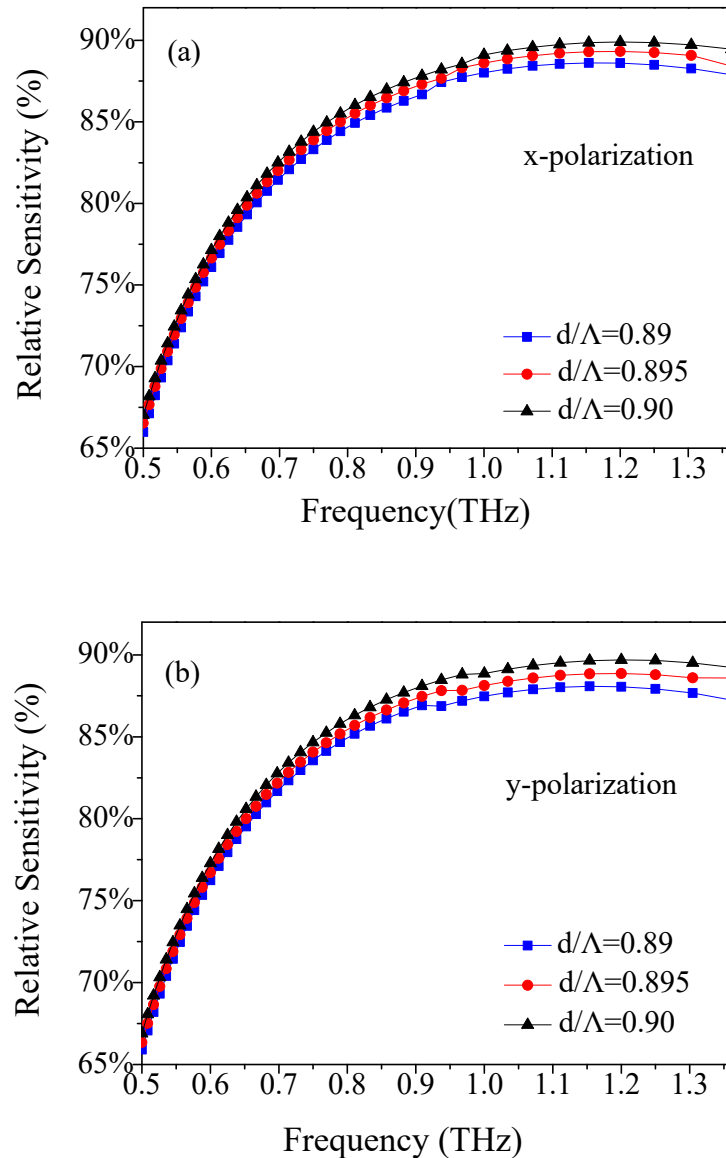 90%
(a)
85%
x-polarization
80%
75%
70%
65%
Relative Sensitivity (%)
d/Λ=0.89
d/Λ=0.895
d/Λ=0.90
0.5 0.6 0.7 0.8 0.9 1.0 1.1 1.2 1.3
Frequency(THz)
90%
(b)
85%
y-polarization
80%
75%
70%
65%
Relative Sensitivity (%)
d/Λ=0.89
d/Λ=0.895
d/Λ=0.90
0.5 0.6 0.7 0.8 0.9 1.0 1.1 1.2 1.3
Frequency (THz)